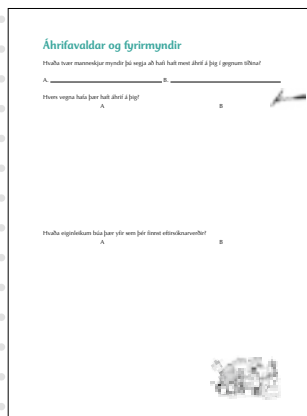 Áhrifavaldar og fyrirmyndir
Hvaða tvær manneskjur myndir þú segja að hafi haft mest áhrif á þig í gegnum tíðina?
A. B.
Hvers vegna hafa þær haft áhrif á þig?
A B
Hvaða eiginleikum búa þær yfir sem þér finnst eftirsóknarverðir?
A B